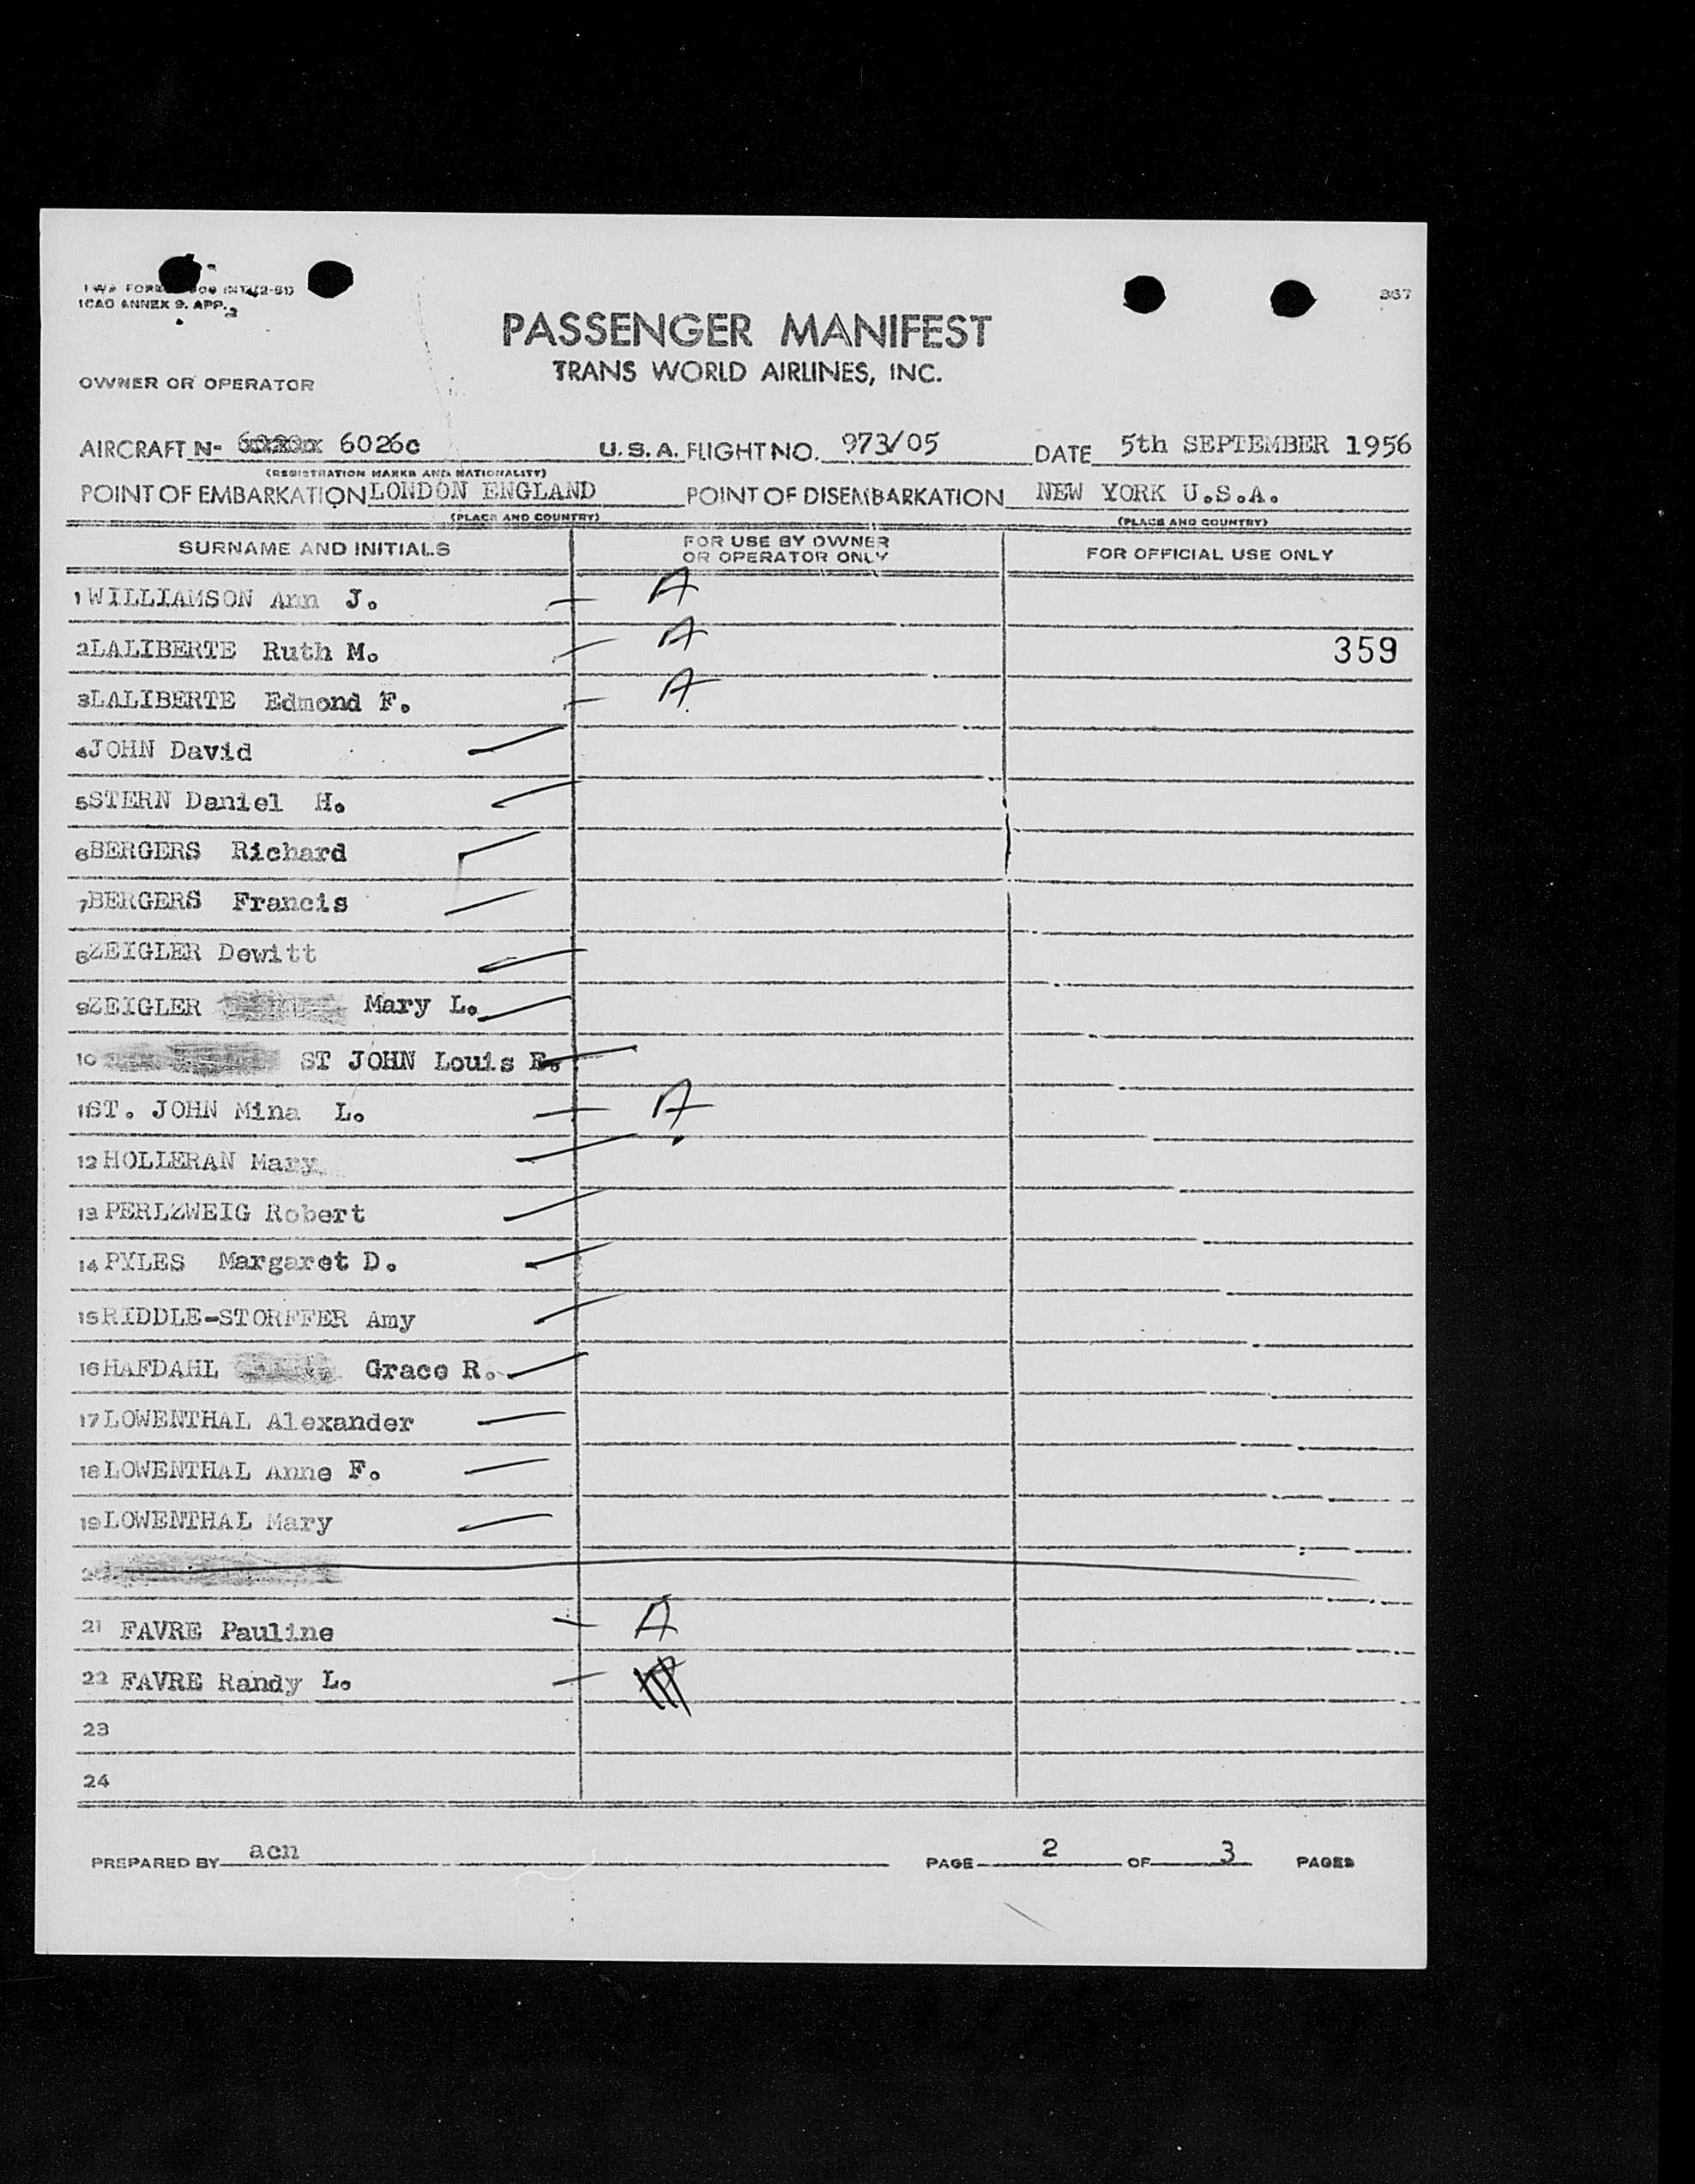 ICAO ANNEX 9. APP. 2
367
PASSENGER MANIFEST
TRANS WORLD AIRLINES, INC.
OWNER OR OPERATOR
AIRCRAFT N- 6026c U.S.A. FLIGHT NO. 973/05 DATE 5th SEPTEMBER 1956
(REGISTRATION MARKS AND NATIONALITY)
POINT OF EMBARKATION LONDON ENGLAND POINT OF DISEMBARKATION NEW YORK U.S.A.
(PLACE AND COUNTRY) (PLACE AND COUNTRY)
SURNAME AND INITIALS FOR USE BY OWNER OR OPERATOR ONLY FOR OFFICIAL USE ONLY
1 WILLIAMSON Ann J. A
2 LALIBERTE Ruth M. A 359
3 LALIBERTE Edmond F. A
4 JOHN David
5 STERN Daniel H.
6 BERGERS Richard
7 BERGERS Francis
8 ZEIGLER Dewitt
9 ZEIGLER Mary L.
10 ST JOHN Louis E.
11 ST. JOHN Mina L. A
12 HOLLERAN Mary
13 PERLZWEIG Robert
14 PYLES Margaret D.
15 RIDDLE-STORFFER Amy
16 HAFDAHL Grace R.
17 LOWENTHAL Alexander
18 LOWENTHAL Anne F.
19 LOWENTHAL Mary
20
21 FAVRE Pauline A
22 FAVRE Randy L.
23
24
PREPARED BY acn PAGE 2 OF 3 PAGES